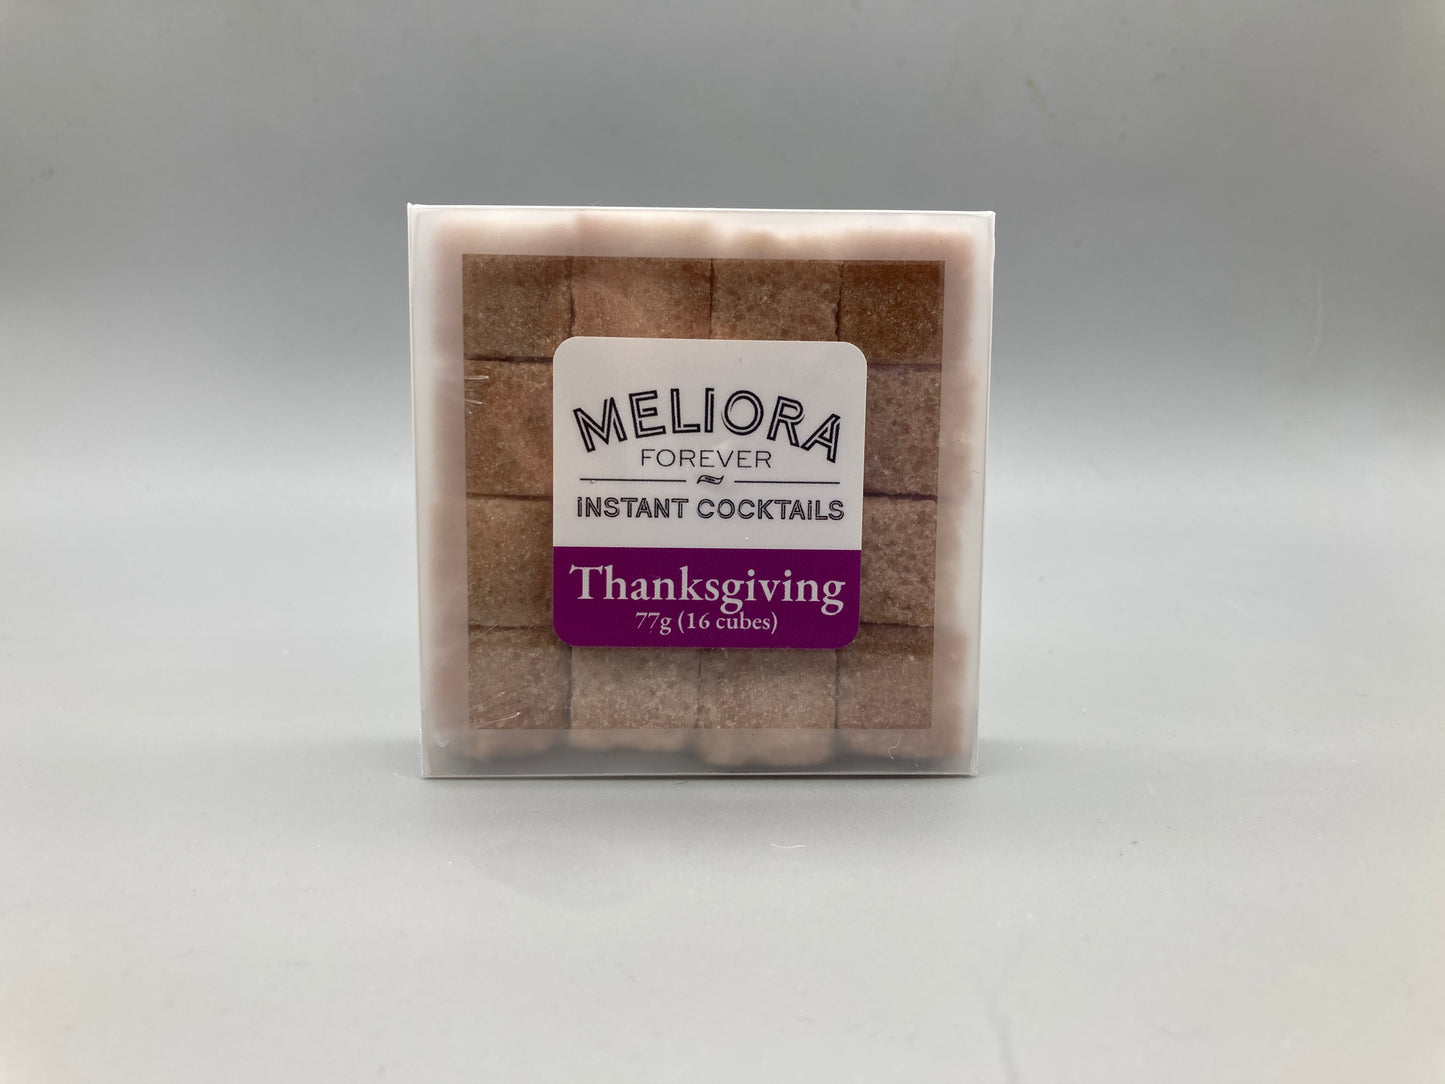 MELIORA
FOREVER
INSTANT COCKTAILS
Thanksgiving
77g (16 cubes)